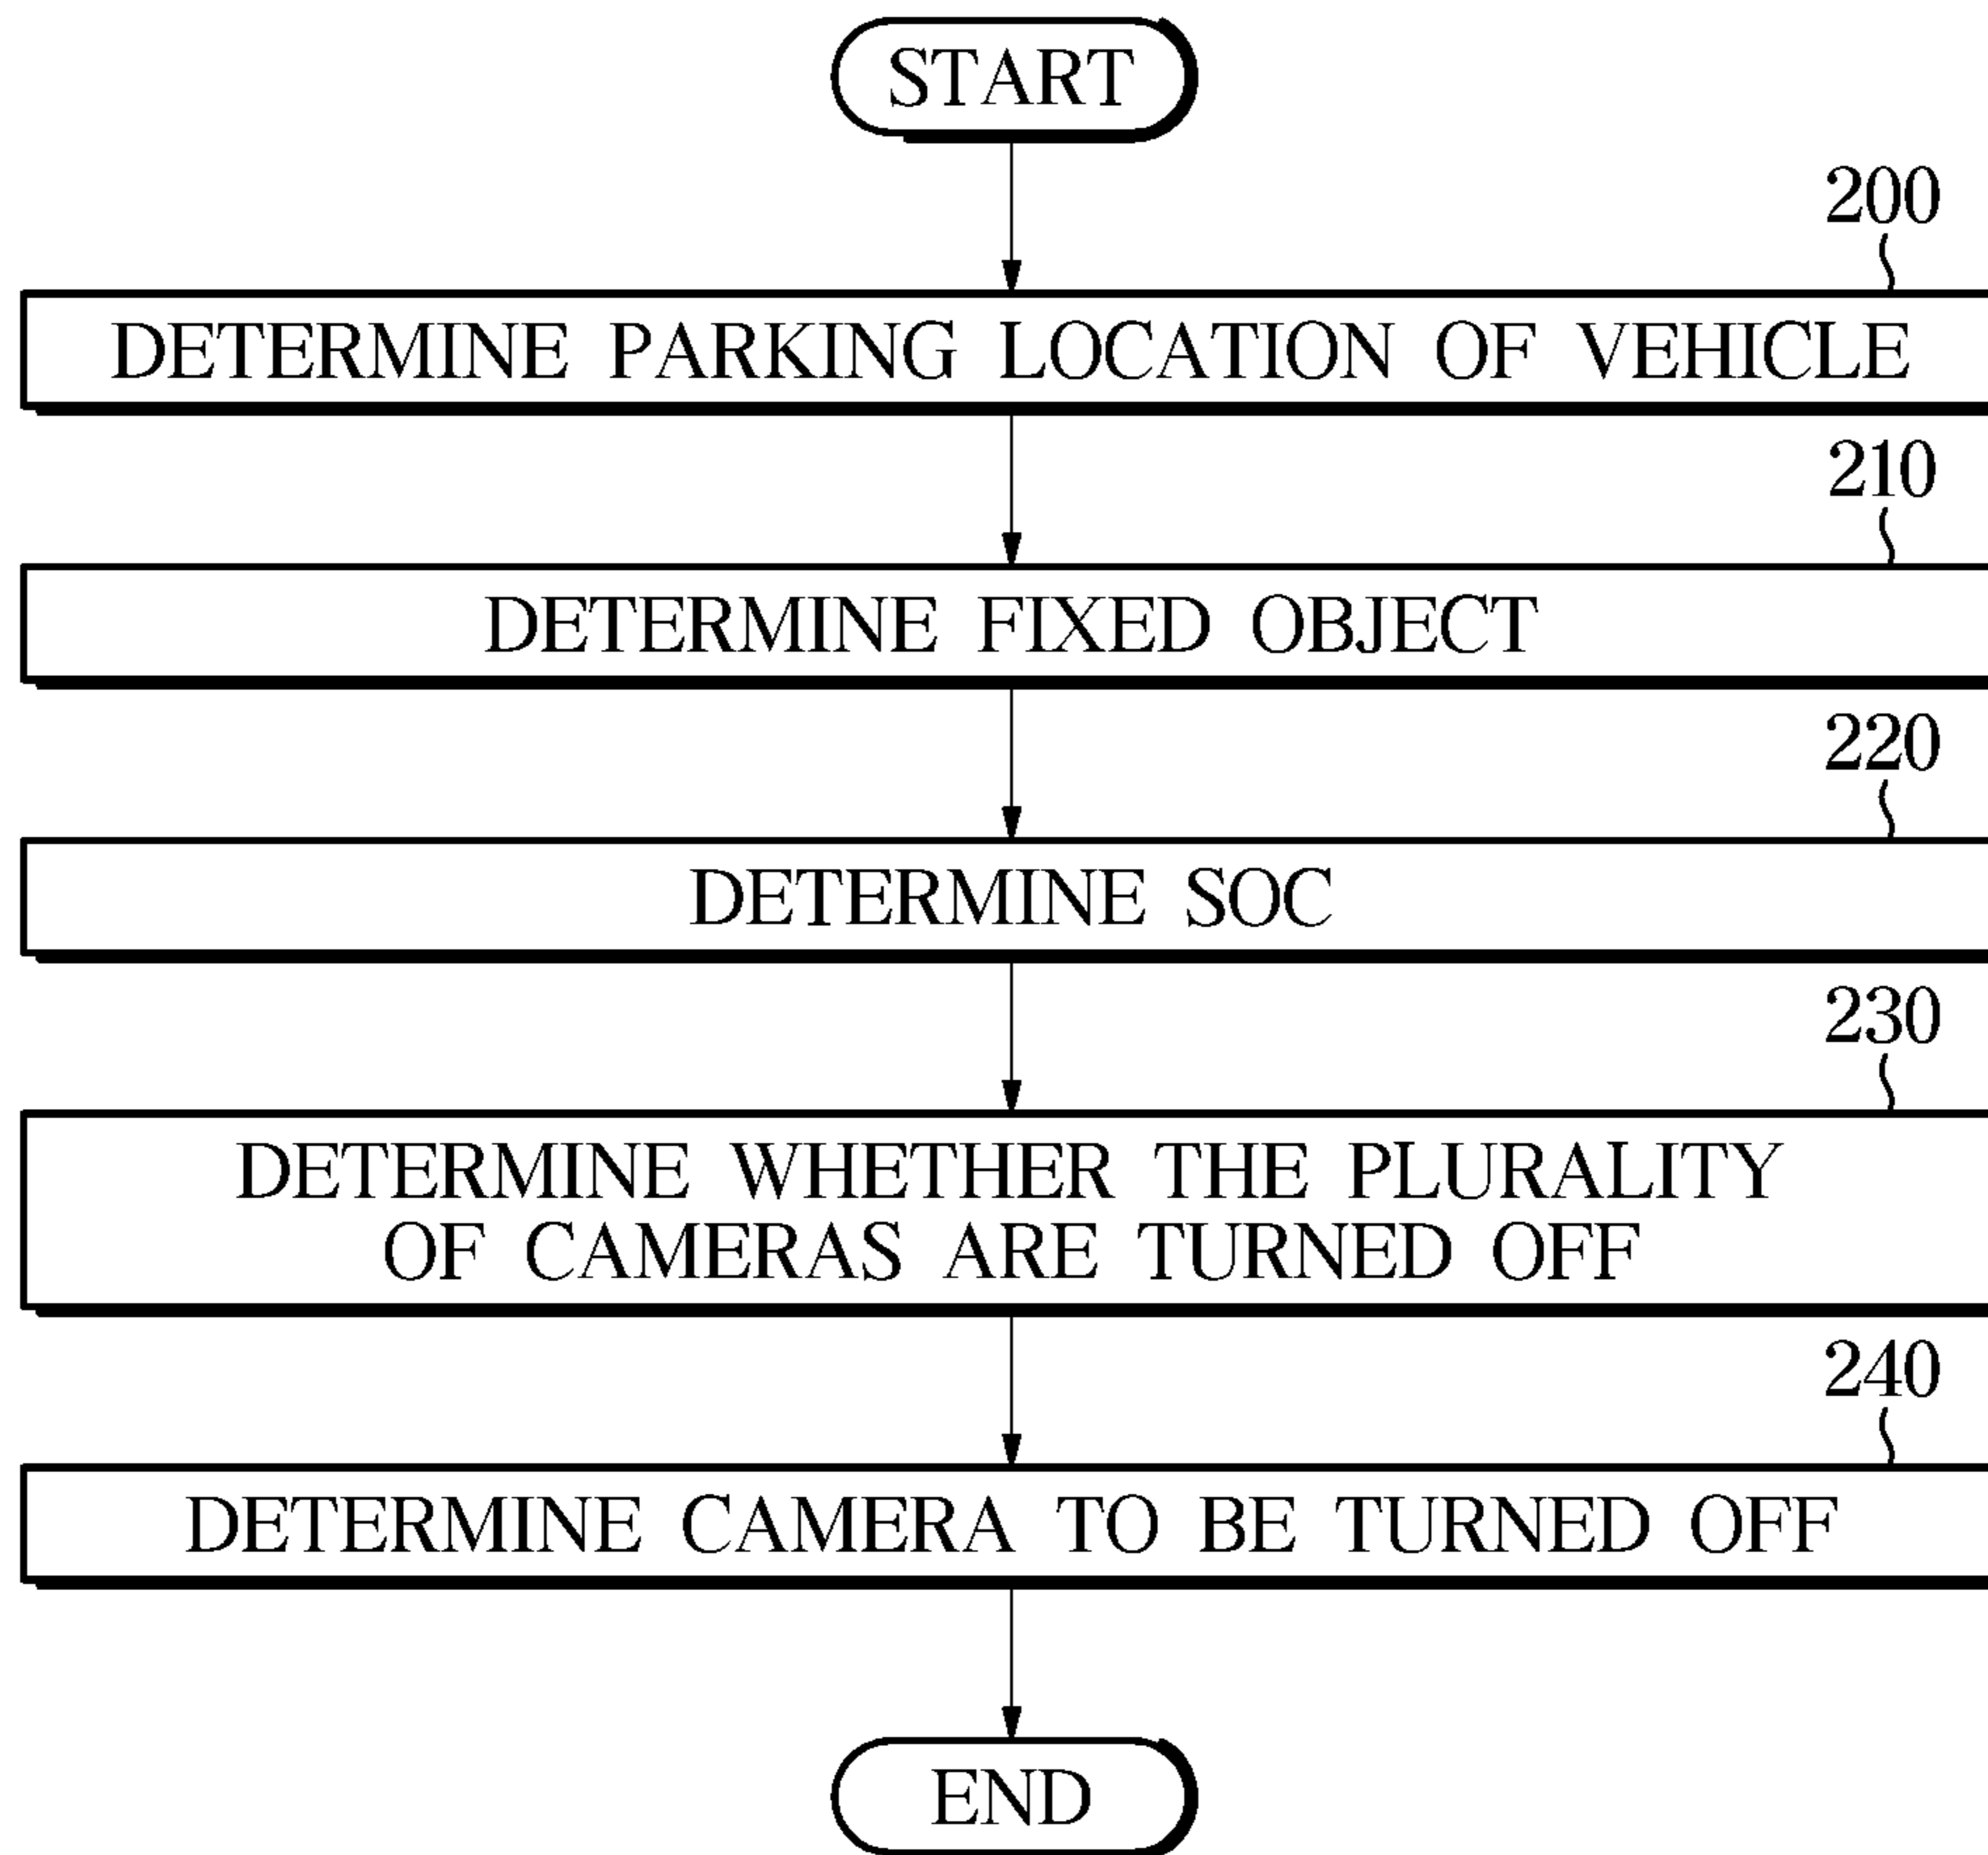 START
200
DETERMINE PARKING LOCATION OF VEHICLE
210
DETERMINE FIXED OBJECT
220
DETERMINE SOC
230
DETERMINE WHETHER THE PLURALITY
OF CAMERAS ARE TURNED OFF
240
DETERMINE CAMERA TO BE TURNED OFF
END